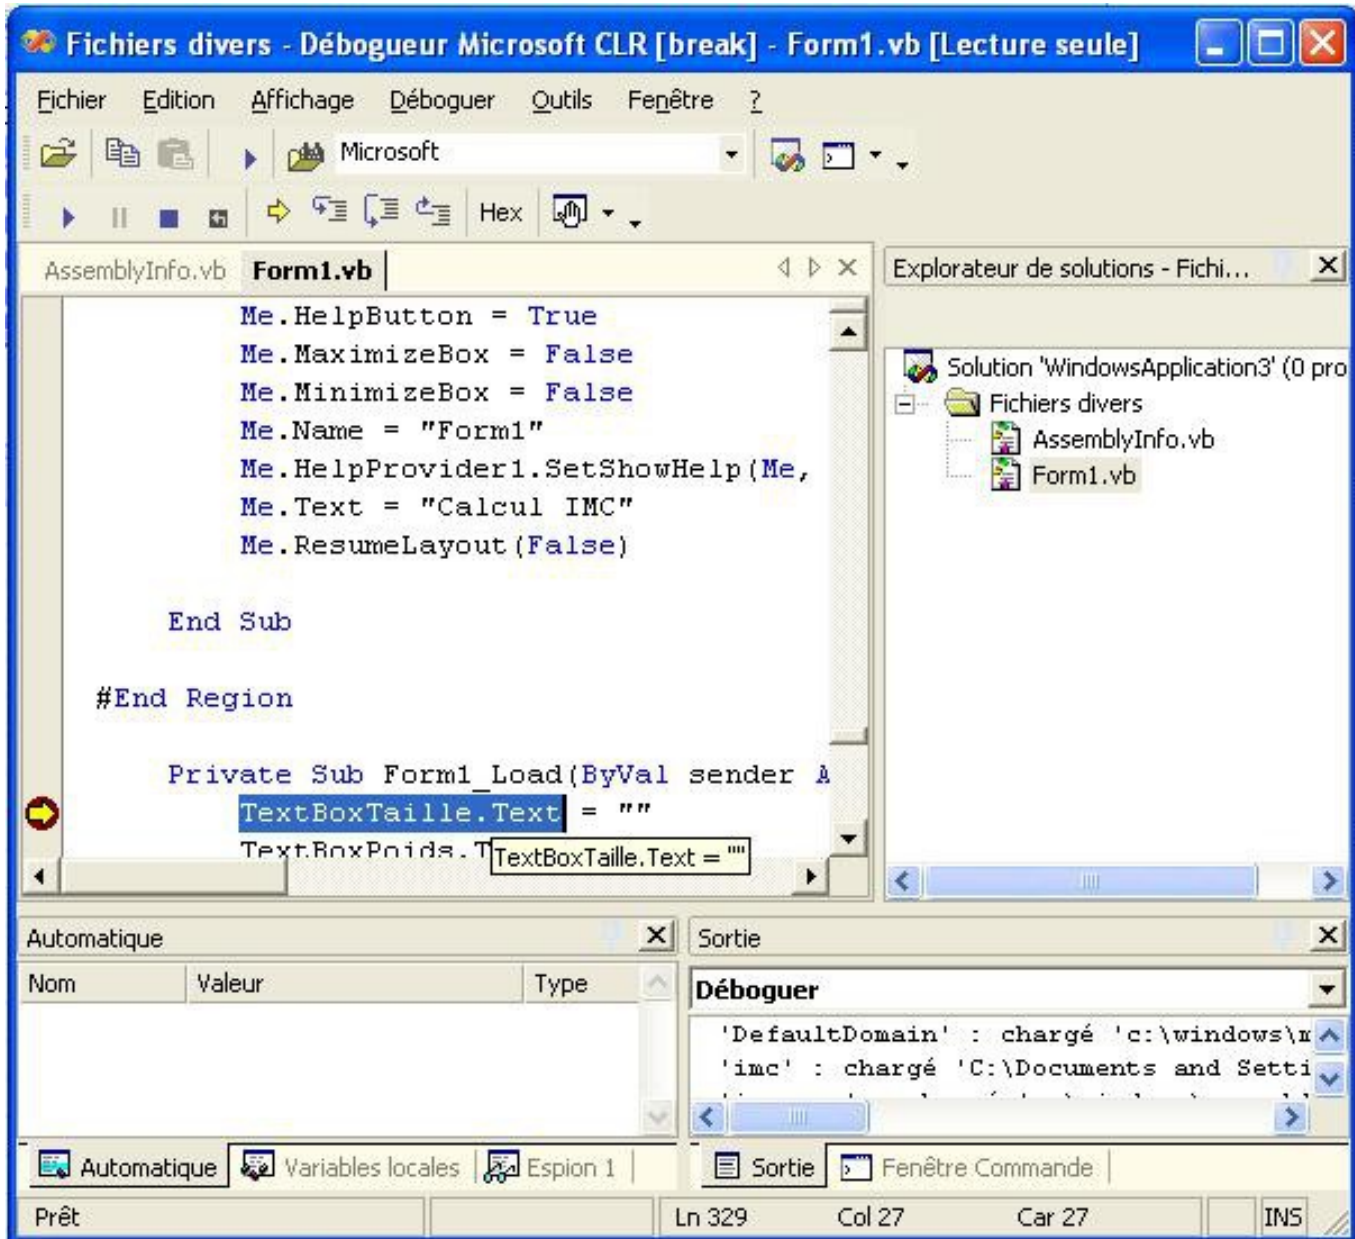 Fichiers divers - Débogueur Microsoft CLR [break] - Form1.vb [Lecture seule]
Fichier Edition Affichage Déboguer Outils Fenêtre ?
Microsoft
Hex
AssemblyInfo.vb Form1.vb
Me.HelpButton = True
Me.MaximizeBox = False
Me.MinimizeBox = False
Me.Name = "Form1"
Me.HelpProvider1.SetShowHelp(Me,
Me.Text = "Calcul IMC"
Me.ResumeLayout(False)
End Sub
#End Region
Private Sub Form1_Load(ByVal sender A
TextBoxTaille.Text = ""
TextBoxPoids.T
TextBoxTaille.Text = ""
Explorateur de solutions - Fichi...
Solution 'WindowsApplication3' (0 pro
Fichiers divers
AssemblyInfo.vb
Form1.vb
Automatique
Nom Valeur Type
Automatique Variables locales Espion 1
Sortie
Déboguer
'DefaultDomain' : chargé 'c:\windows\m
'imc' : chargé 'C:\Documents and Setti
Sortie Fenêtre Commande
Prêt Ln 329 Col 27 Car 27 INS